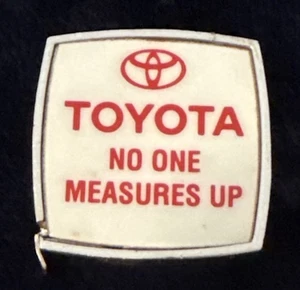 TOYOTA
NO ONE
MEASURES UP